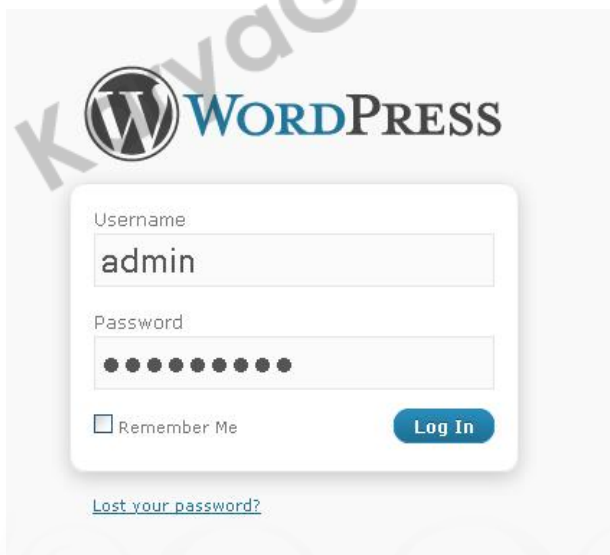 WORDPRESS
Username
admin
Password
●●●●●●●●●
Remember Me
Log In
Lost your password?